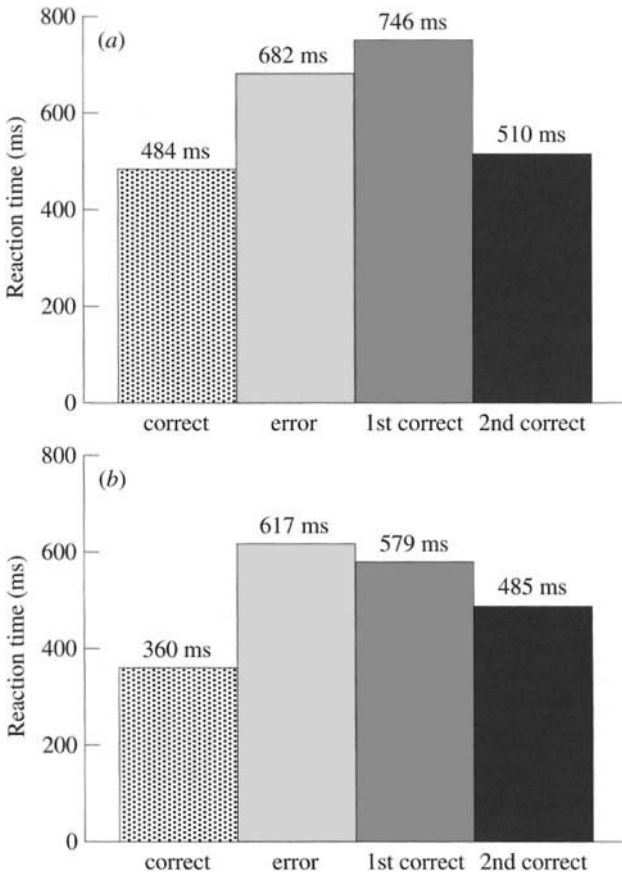 800
(a)
746 ms
682 ms
600
484 ms
510 ms
400
200
0
Reaction time (ms)
correct error 1st correct 2nd correct
800
(b)
617 ms
600
579 ms
485 ms
400
360 ms
200
0
Reaction time (ms)
correct error 1st correct 2nd correct